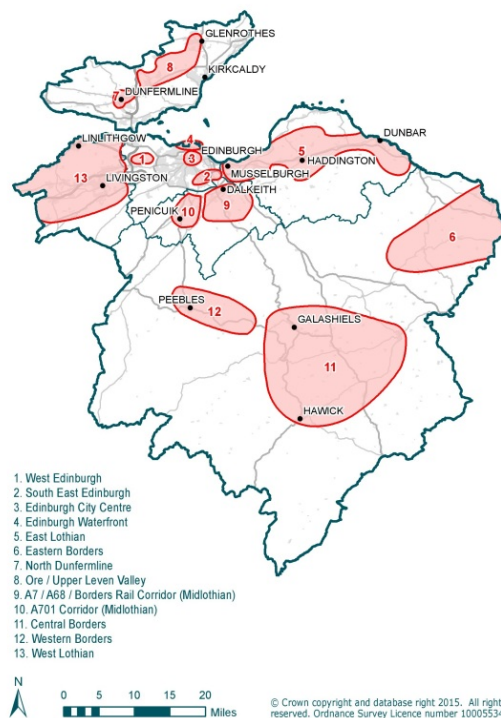 GLENROTHES
8
KIRKCALDY
7
DUNFERMLINE
LINLITHGOW
4
EDINBURGH
DUNBAR
1
3
5
HADDINGTON
2
MUSSELBURGH
13
LIVINGSTON
DALKEITH
9
PENICUIK
10
6
PEEBLES
12
GALASHIELS
11
HAWICK
1. West Edinburgh
2. South East Edinburgh
3. Edinburgh City Centre
4. Edinburgh Waterfront
5. East Lothian
6. Eastern Borders
7. North Dunfermline
8. Ore / Upper Leven Valley
9. A7 / A68 / Borders Rail Corridor (Midlothian)
10. A701 Corridor (Midlothian)
11. Central Borders
12. Western Borders
13. West Lothian
N
0 5 10 20
Miles
© Crown copyright and database right 2015. All right
reserved. Ordnance Survey Licence number 10005534